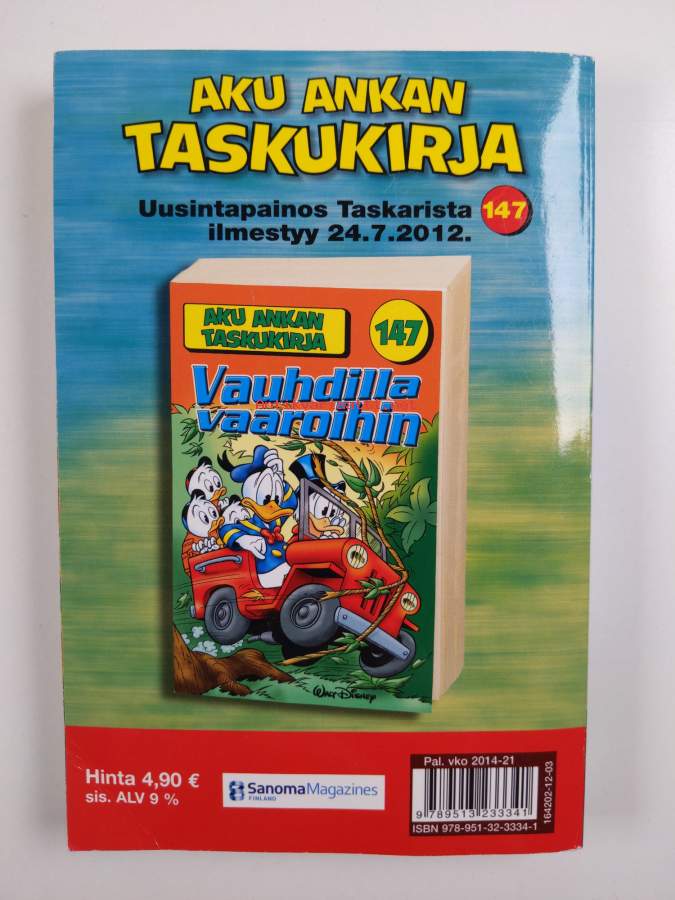 AKU ANKAN
TASKUKIRJA
Uusintapainos Taskarista 147
ilmestyy 24.7.2012.
AKU ANKAN
TASKUKIRJA
147
Vauhdilla
vaaroihin
WALT DISNEY
Hinta 4,90 €
sis. ALV 9 %
SanomaMagazines
FINLAND
Pal. vko 2014-21
9 789513 233341
ISBN 978-951-32-3334-1
164202-12-03